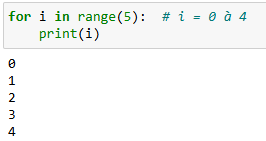 for i in range(5):  # i = 0 à 4
    print(i)
0
1
2
3
4